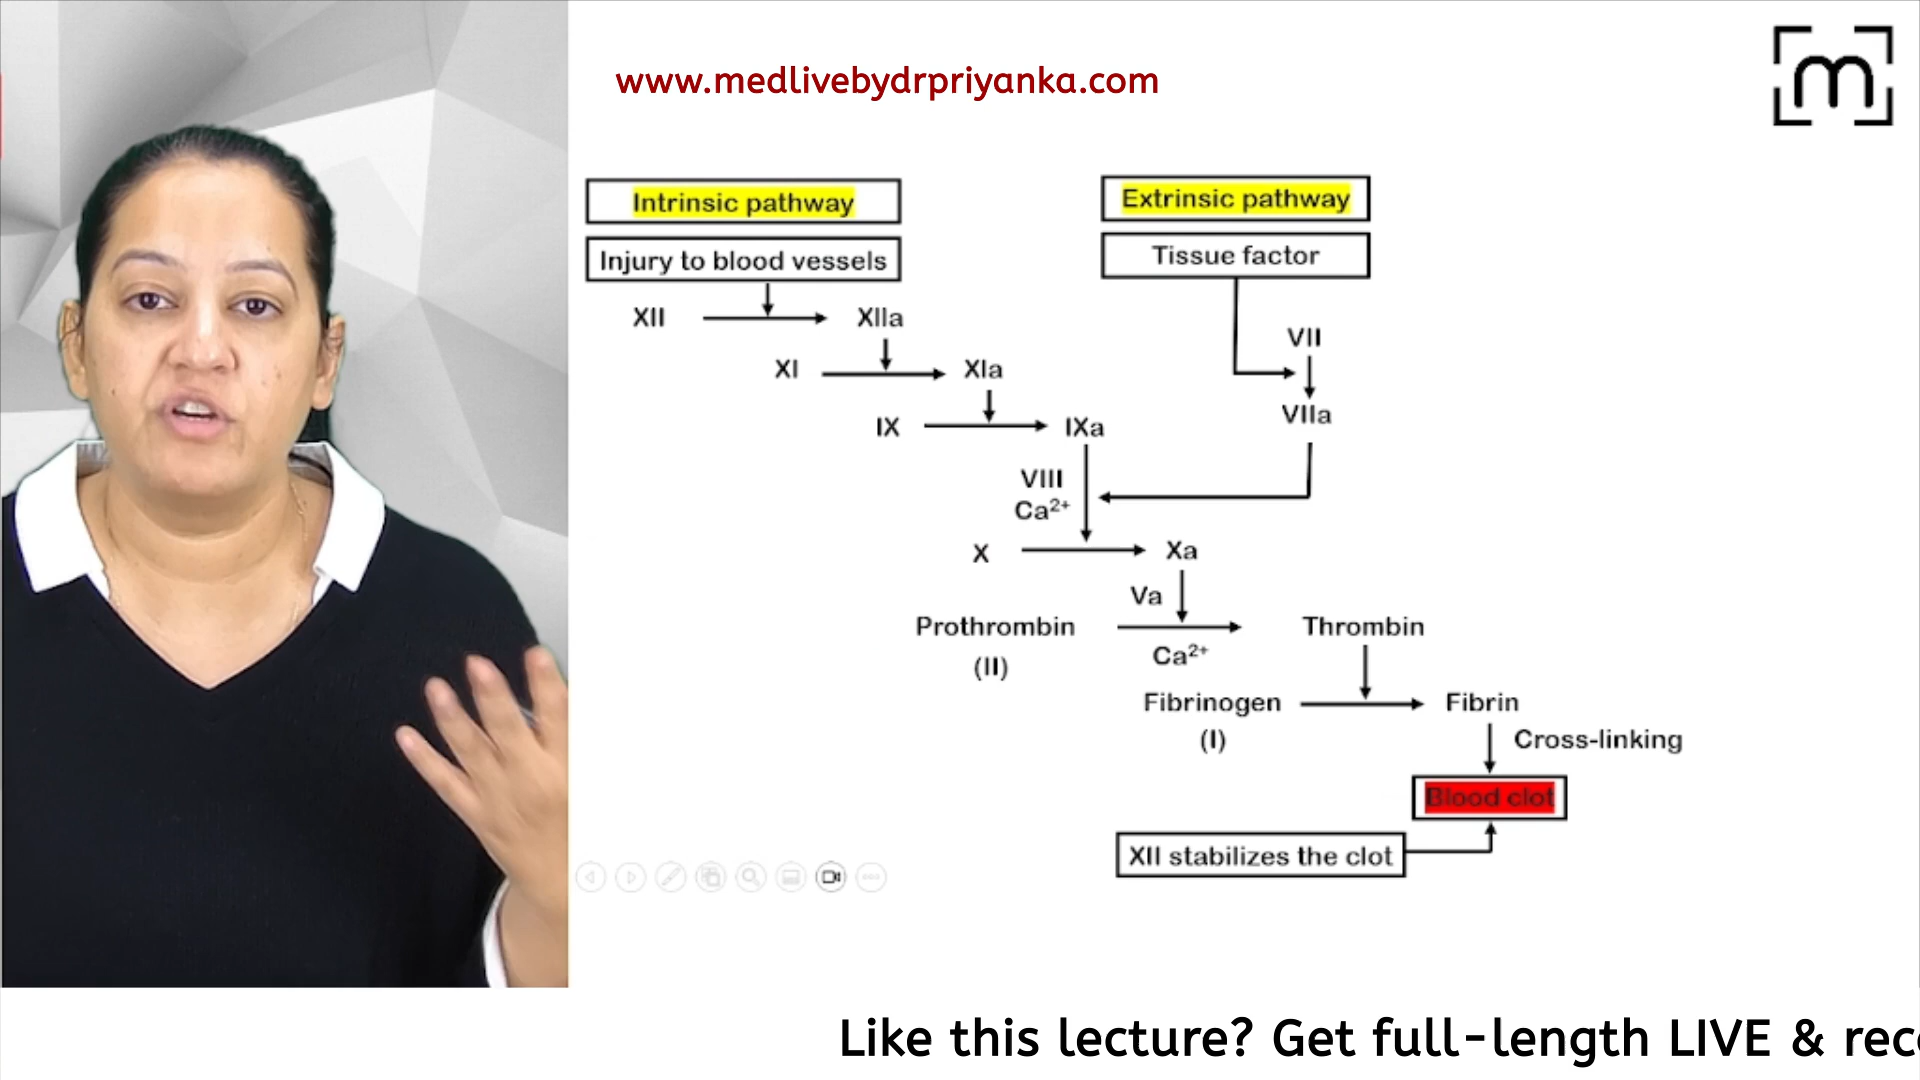 www.medlivebydrpriyanka.com
m
Intrinsic pathway
Extrinsic pathway
Injury to blood vessels
Tissue factor
XII
XIIa
VII
XI
XIa
VIIa
IX
IXa
VIII
Ca²⁺
X
Xa
Va
Prothrombin
Thrombin
(II)
Ca²⁺
Fibrinogen
Fibrin
(I)
Cross-linking
Blood clot
XII stabilizes the clot
Like this lecture? Get full-length LIVE & rec